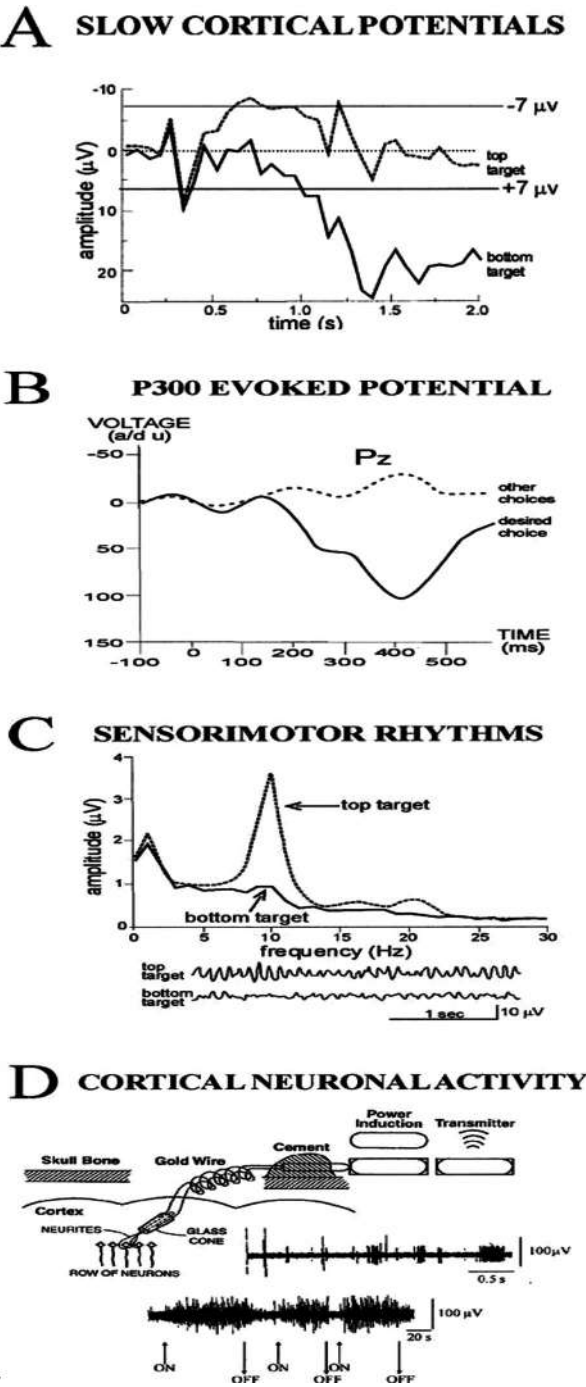 A SLOW CORTICAL POTENTIALS
-10
-7 μv
0
top
target
+7 μv
10
bottom
target
20
amplitude (μV)
0 0.5 1.0 1.5 2.0
time (s)
B P300 EVOKED POTENTIAL
VOLTAGE
(a/d u)
-50
Pz
other
choices
0
desired
choice
50
100
150
TIME
(ms)
-100 0 100 200 300 400 500
C SENSORIMOTOR RHYTHMS
4
3
2
1
0
amplitude (μV)
top target
bottom target
0 5 10 15 20 25 30
frequency (Hz)
top
target
bottom
target
1 sec
10 μV
D CORTICAL NEURONAL ACTIVITY
Power
Induction
Transmitter
Cement
Skull Bone
Gold Wire
Cortex
NEURITES
GLASS
CONE
ROW OF NEURONS
100μV
0.5 s
100 μV
20 s
ON OFF ON OFF ON OFF